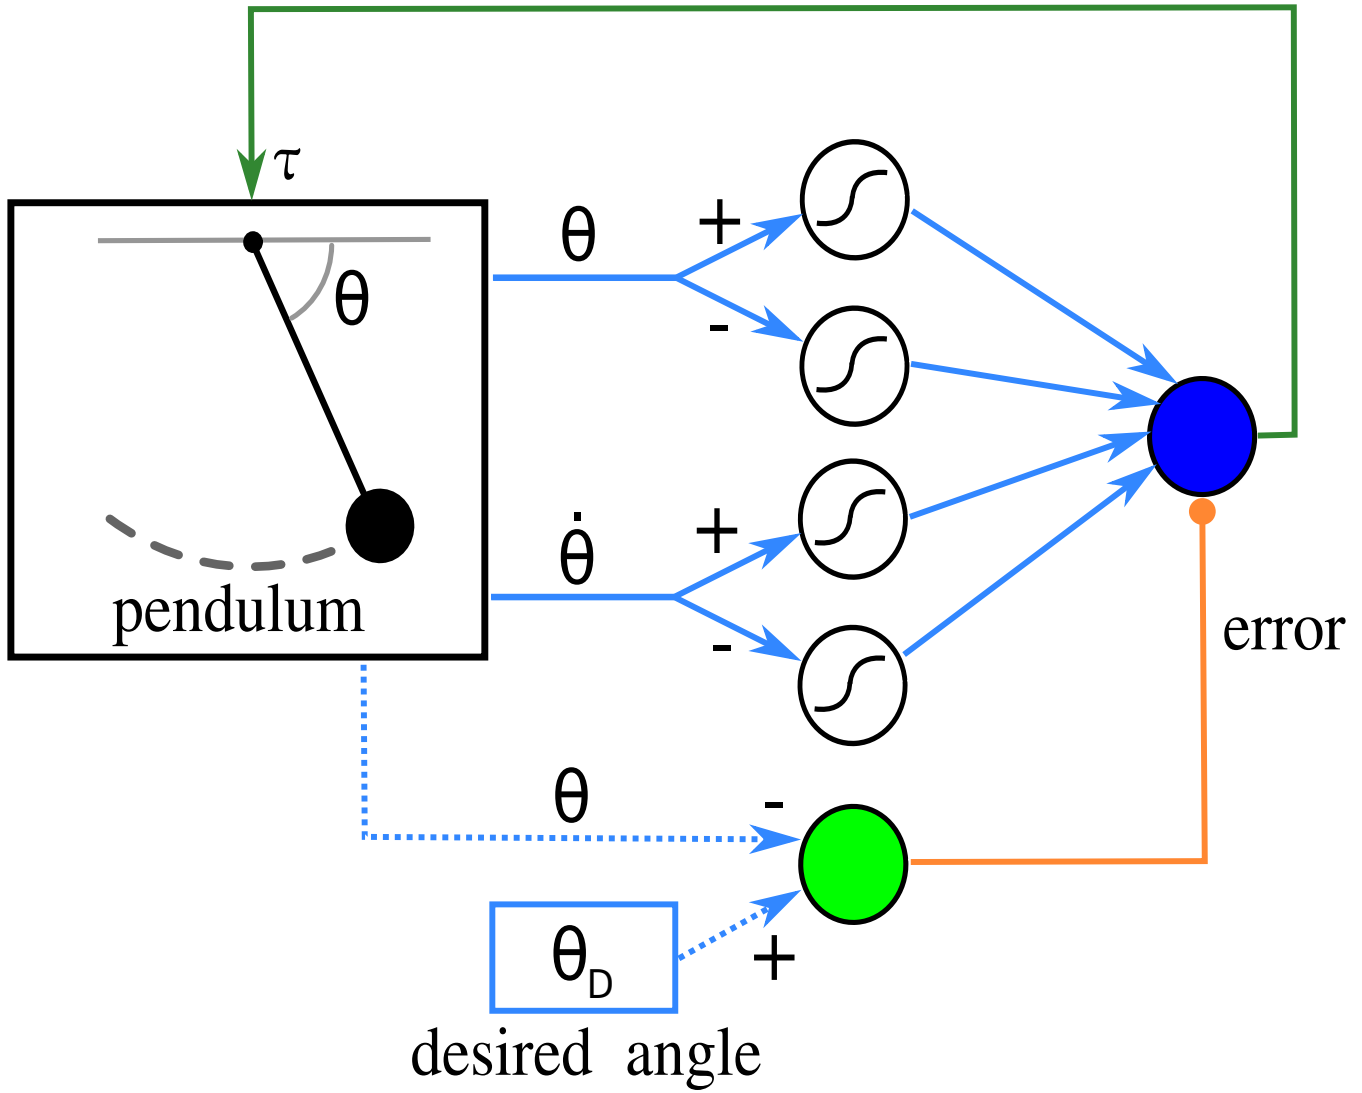 τ
θ
+
-
θ
pendulum
θ̇
+
-
error
θ
-
θD
+
desired angle